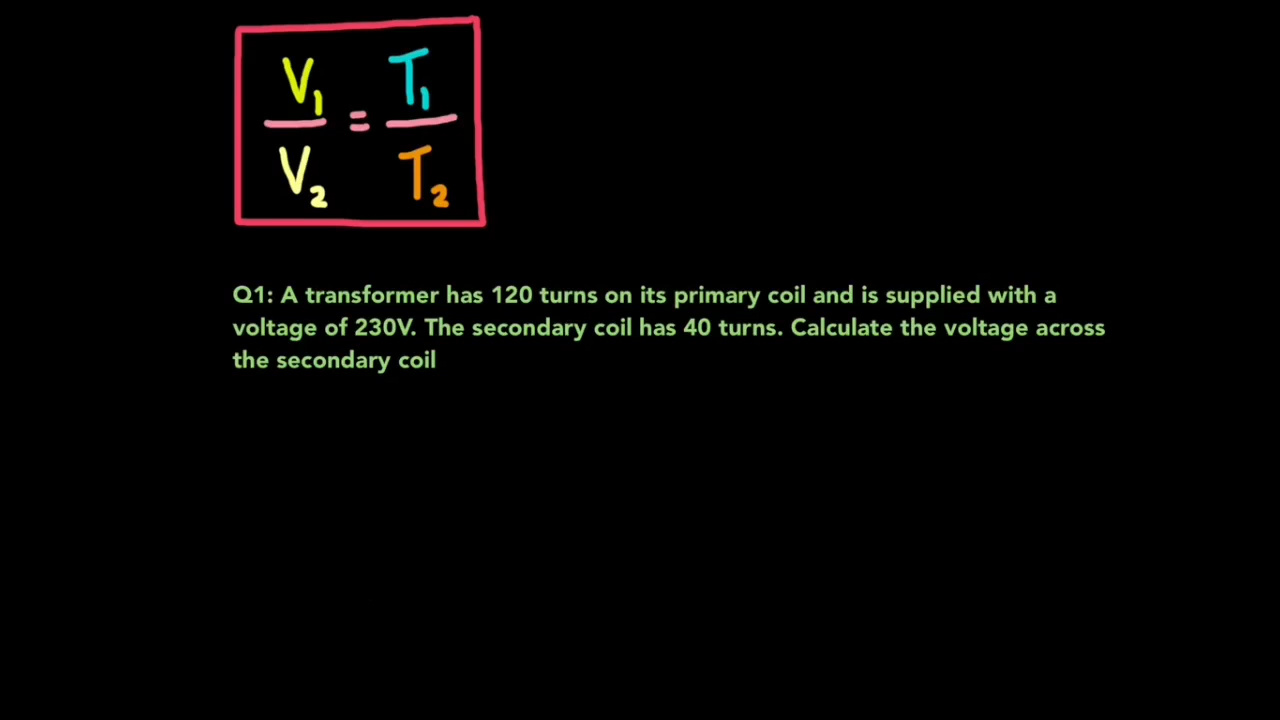 V₁ = T₁
V₂ T₂
Q1: A transformer has 120 turns on its primary coil and is supplied with a
voltage of 230V. The secondary coil has 40 turns. Calculate the voltage across
the secondary coil